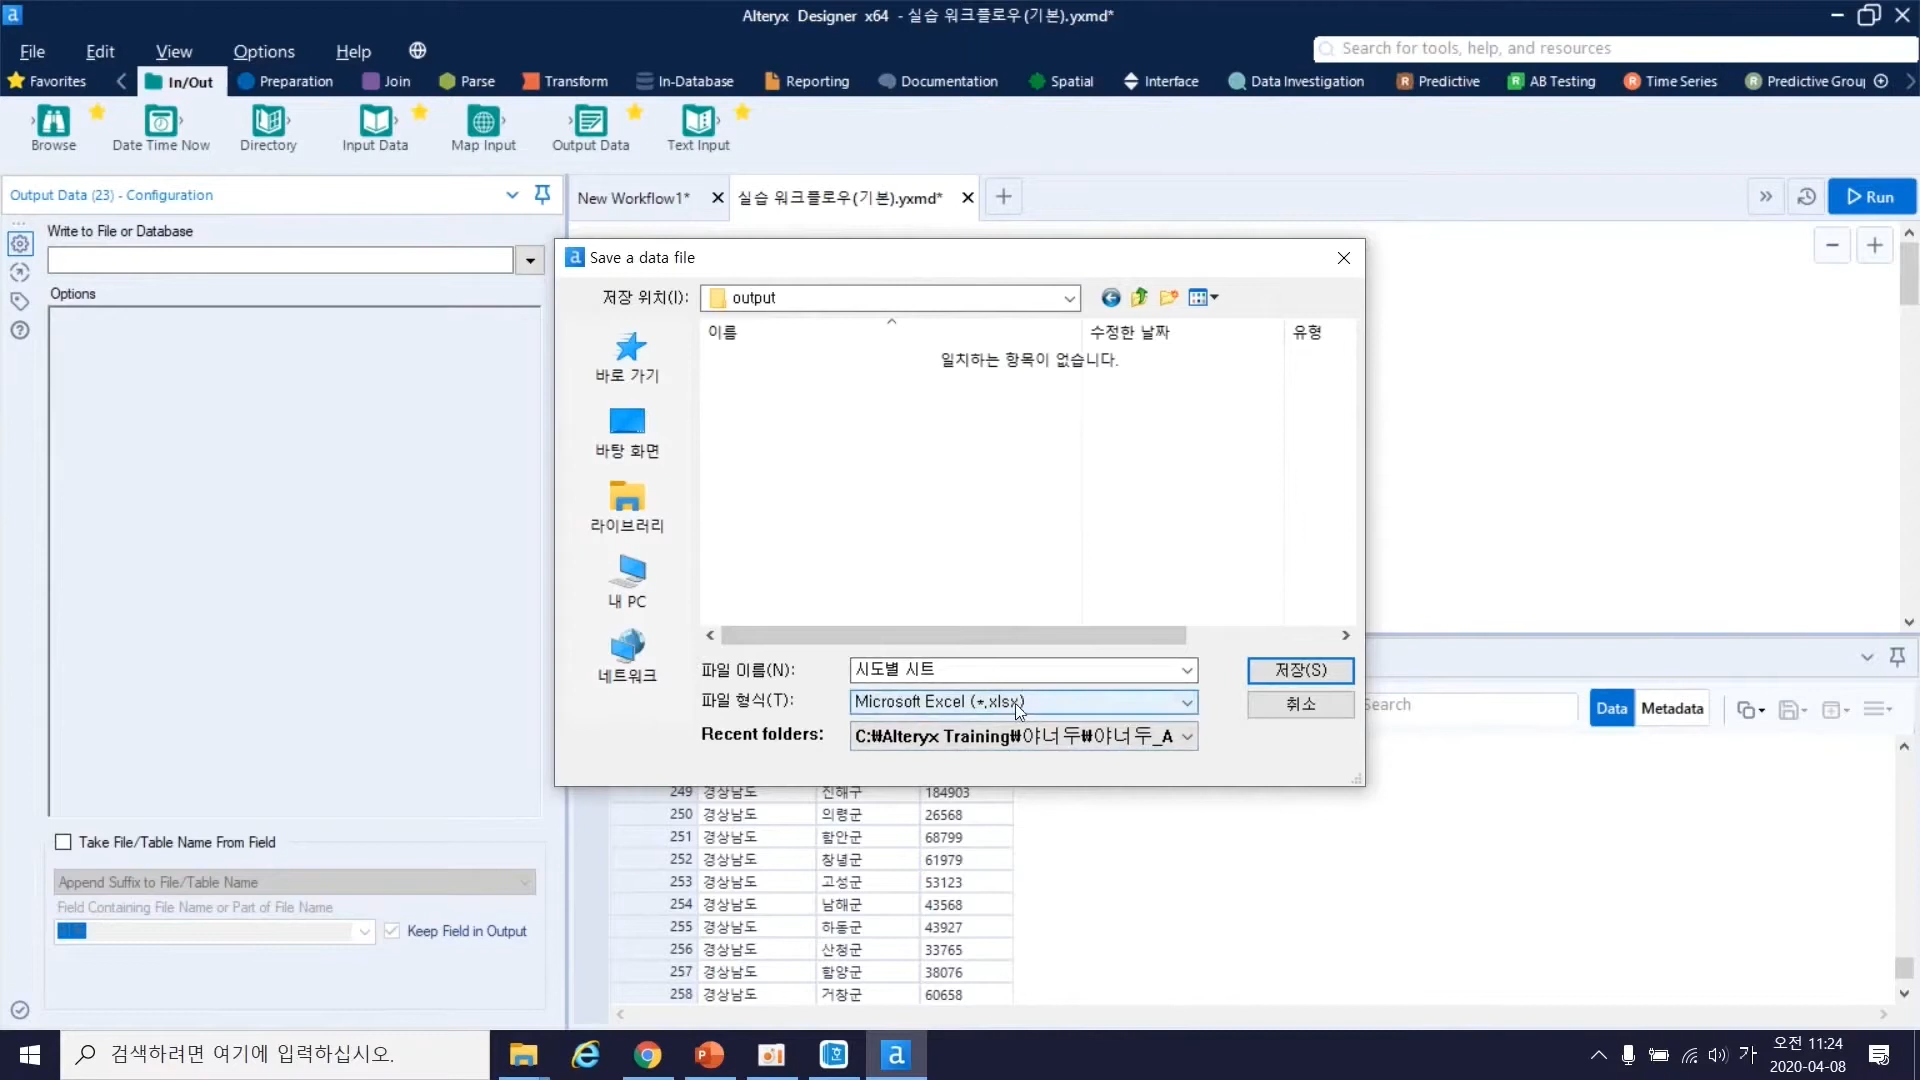 Alteryx Designer x64 - 실습 워크플로우(기본).yxmd*
File Edit View Options Help
Search for tools, help, and resources
Favorites In/Out Preparation Join Parse Transform In-Database Reporting Documentation Spatial Interface Data Investigation Predictive AB Testing Time Series Predictive Group
Browse Date Time Now Directory Input Data Map Input Output Data Text Input
Output Data (23) - Configuration
New Workflow1* 실습 워크플로우(기본).yxmd*
Run
Write to File or Database
Options
Save a data file
저장 위치(I): output
이름 수정한 날짜 유형
일치하는 항목이 없습니다.
바로 가기
바탕 화면
라이브러리
내 PC
네트워크
파일 이름(N): 시도별 시트 저장(S)
파일 형식(T): Microsoft Excel (*.xlsx) 취소
Recent folders: C:₩Alteryx Training₩야너두₩야너두_A
Search
Data Metadata
249 경상남도 진해구 184903
250 경상남도 의령군 26568
251 경상남도 함안군 68799
252 경상남도 창녕군 61979
253 경상남도 고성군 53123
254 경상남도 남해군 43568
255 경상남도 하동군 43927
256 경상남도 산청군 33765
257 경상남도 함양군 38076
258 경상남도 거창군 60658
Take File/Table Name From Field
Append Suffix to File/Table Name
Field Containing File Name or Part of File Name
Keep Field in Output
검색하려면 여기에 입력하십시오.
가
오전 11:24
2020-04-08